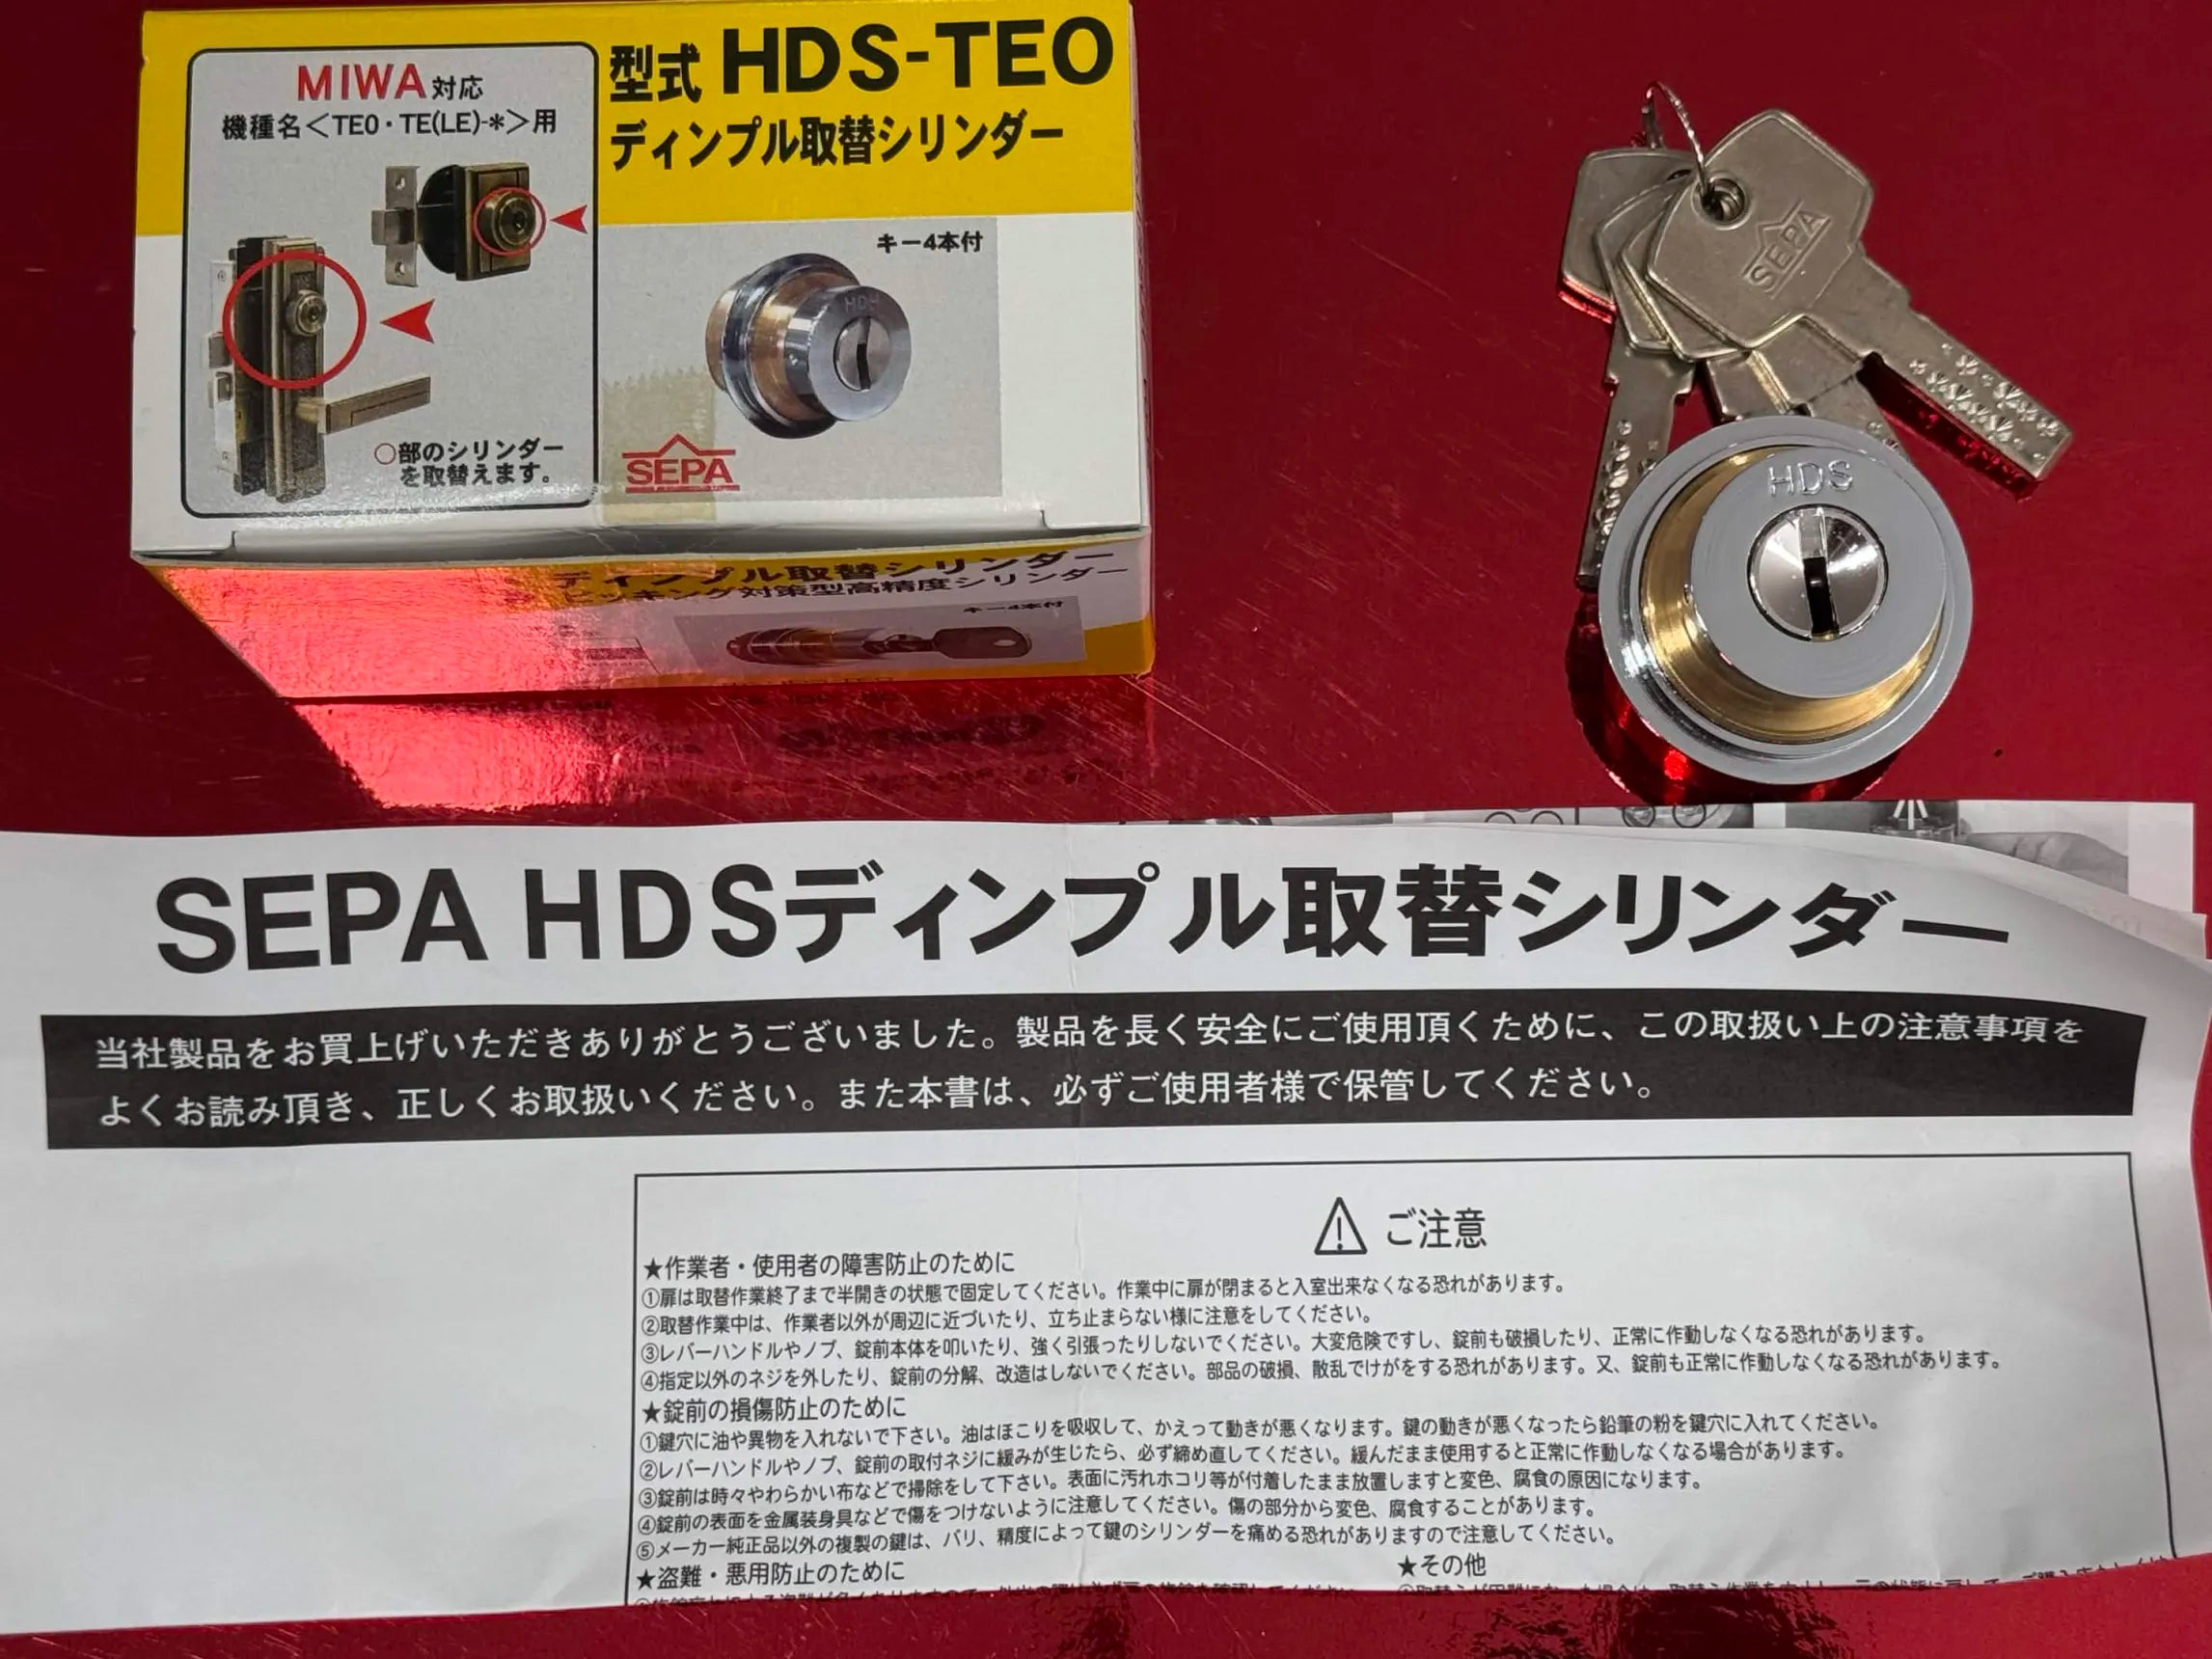 MIWA対応
機種名＜TEO・TE(LE)-*＞用
○部のシリンダー
を取替えます。
型式 HDS-TEO
ディンプル取替シリンダー
キー4本付
HDH
SEPA
ディンプル取替シリンダー
ピッキング対策型高精度シリンダー
キー4本付
SEPA
HDS
SEPA HDSディンプル取替シリンダー
当社製品をお買上げいただきありがとうございました。製品を長く安全にご使用頂くために、この取扱い上の注意事項を
よくお読み頂き、正しくお取扱いください。また本書は、必ずご使用者様で保管してください。
⚠ ご注意
★作業者・使用者の障害防止のために
①扉は取替作業終了まで半開きの状態で固定してください。作業中に扉が閉まると入室出来なくなる恐れがあります。
②取替作業中は、作業者以外が周辺に近づいたり、立ち止まらない様に注意をしてください。
③レバーハンドルやノブ、錠前本体を叩いたり、強く引張ったりしないでください。大変危険ですし、錠前も破損したり、正常に作動しなくなる恐れがあります。
④指定以外のネジを外したり、錠前の分解、改造はしないでください。部品の破損、散乱でけがをする恐れがあります。又、錠前も正常に作動しなくなる恐れがあります。
★錠前の損傷防止のために
①鍵穴に油や異物を入れないで下さい。油はほこりを吸収して、かえって動きが悪くなります。鍵の動きが悪くなったら鉛筆の粉を鍵穴に入れてください。
②レバーハンドルやノブ、錠前の取付ネジに緩みが生じたら、必ず締め直してください。緩んだまま使用すると正常に作動しなくなる場合があります。
③錠前は時々やわらかい布などで掃除をして下さい。表面に汚れホコリ等が付着したまま放置しますと変色、腐食の原因になります。
④錠前の表面を金属装身具などで傷をつけないように注意してください。傷の部分から変色、腐食することがあります。
⑤メーカー純正品以外の複製の鍵は、バリ、精度によって鍵のシリンダーを痛める恐れがありますので注意してください。
★盗難・悪用防止のために
★その他